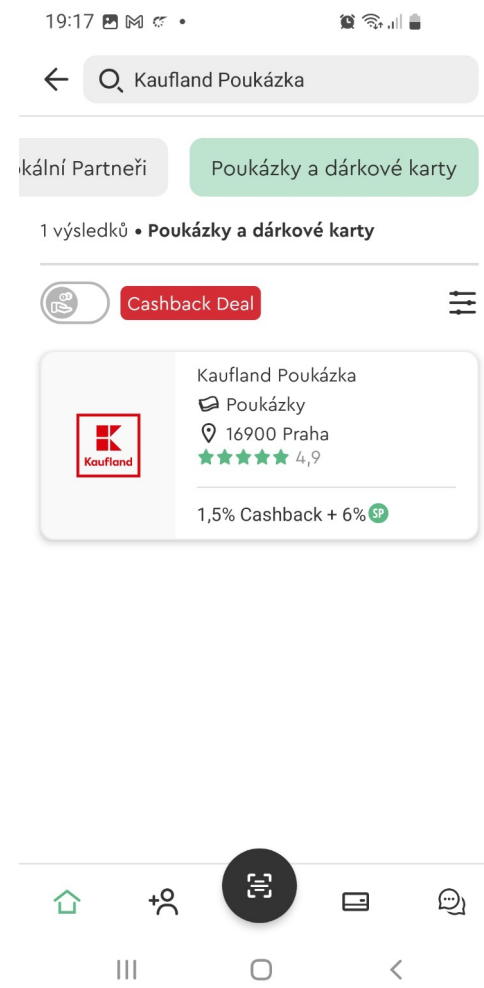 19:17
Kaufland Poukázka
kální Partneři
Poukázky a dárkové karty
1 výsledků • Poukázky a dárkové karty
Cashback Deal
Kaufland Poukázka
Poukázky
16900 Praha
4,9
Kaufland
1,5% Cashback + 6% SP